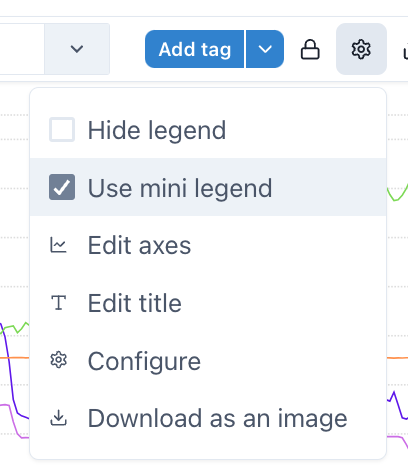 Add tag
Hide legend
Use mini legend
Edit axes
Edit title
Configure
Download as an image